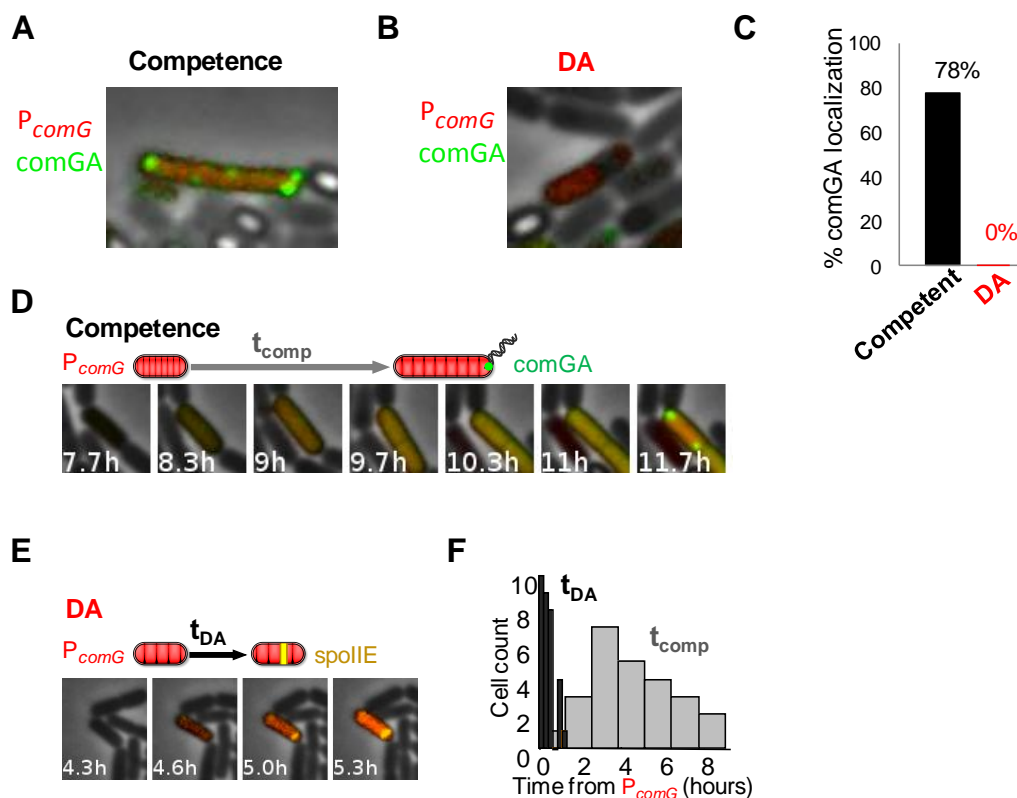 A
Competence
PcomG
comGA
B
DA
PcomG
comGA
C
% comGA localization
100
80
60
40
20
0
78%
0%
Competent
DA
D
Competence
PcomG
tcomp
comGA
7.7h
8.3h
9h
9.7h
10.3h
11h
11.7h
E
DA
PcomG
tDA
spoIIE
4.3h
4.6h
5.0h
5.3h
F
Cell count
10
8
6
4
2
0
tDA
tcomp
0 2 4 6 8
Time from PcomG (hours)